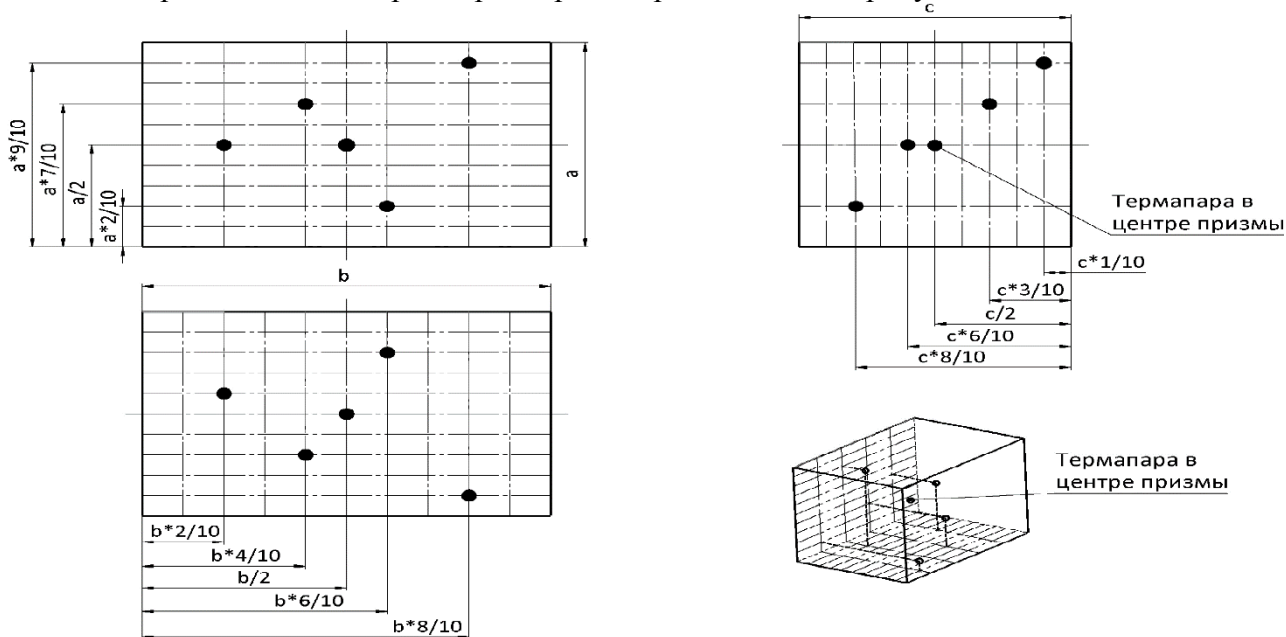 a*9/10
a*7/10
a/2
a*2/10
a
b
b*2/10
b*4/10
b/2
b*6/10
b*8/10
c
Термапара в
центре призмы
c*1/10
c*3/10
c/2
c*6/10
c*8/10
Термапара в
центре призмы